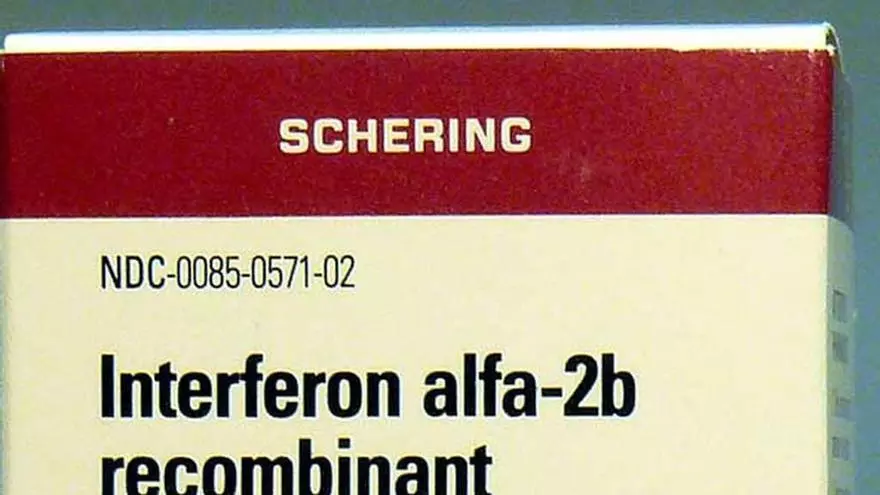 SCHERING
NDC-0085-0571-02
Interferon alfa-2b
recombinant